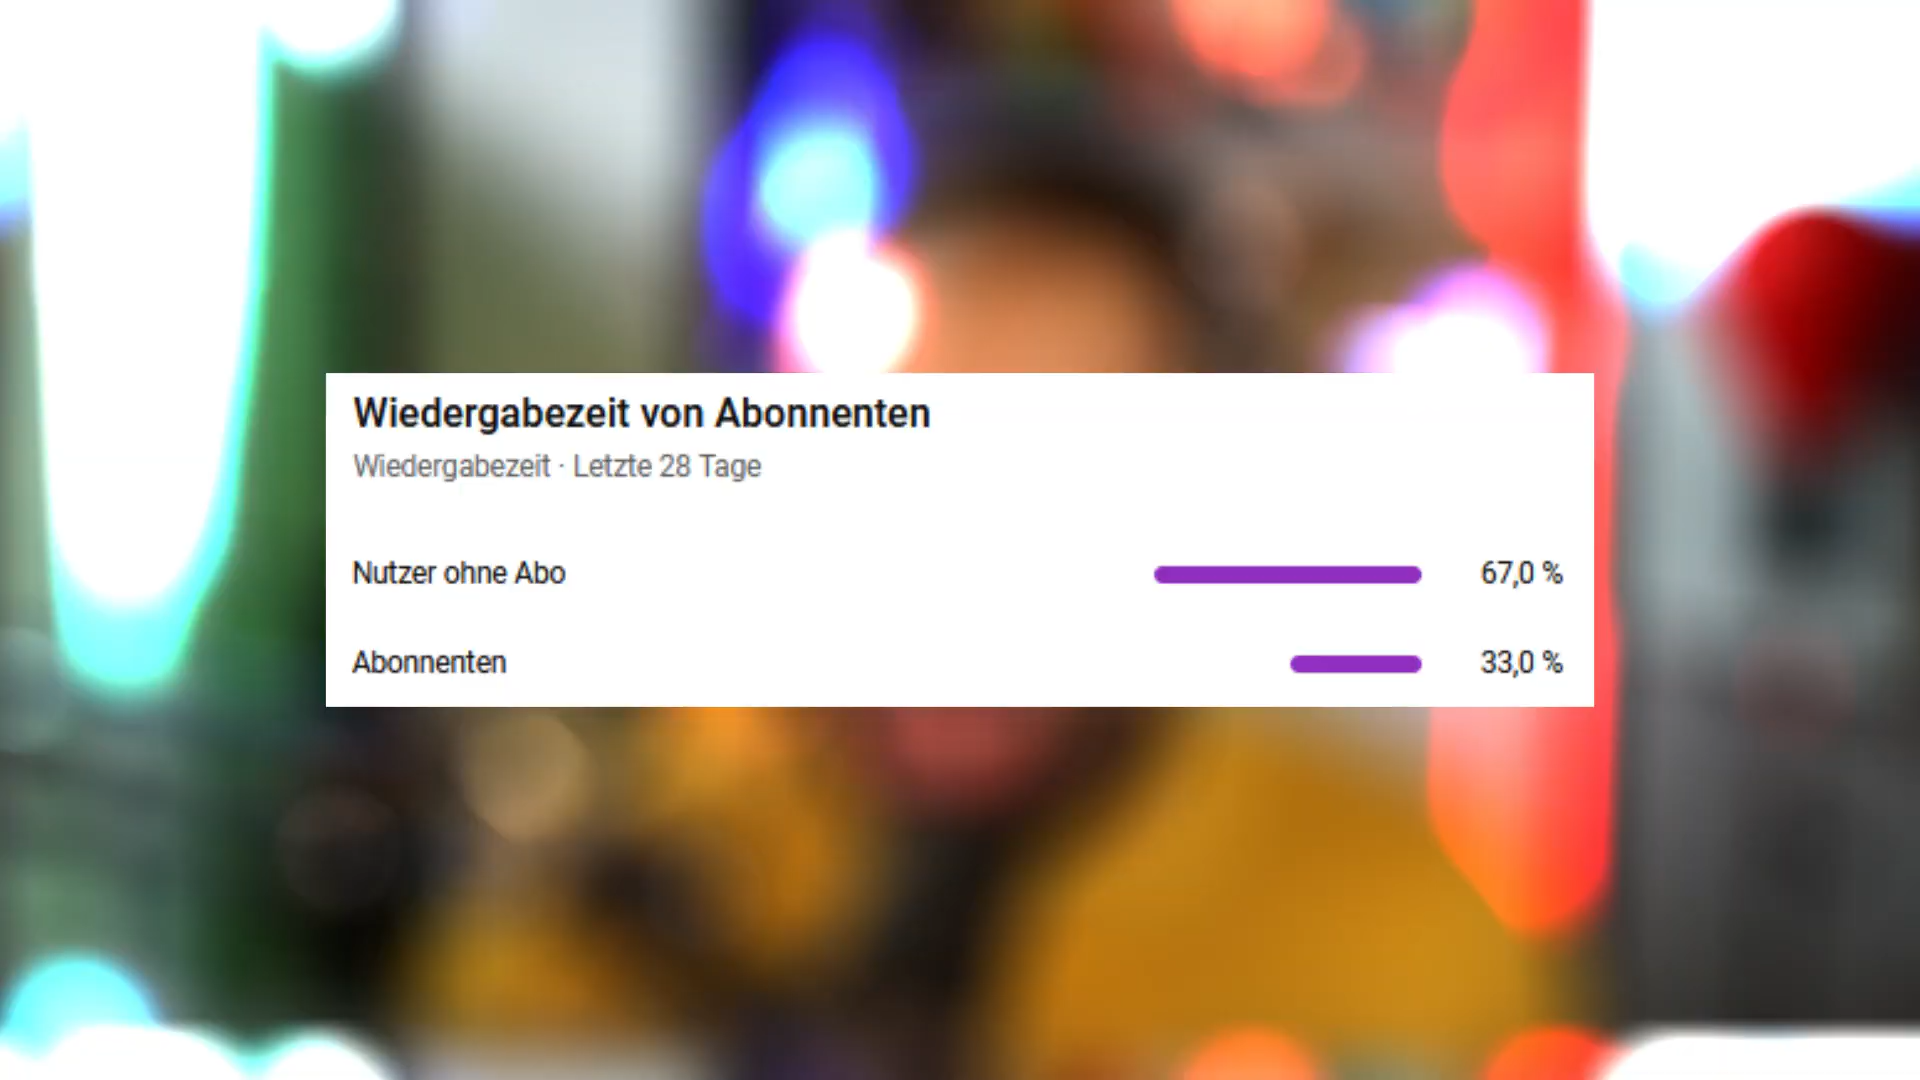 Wiedergabezeit von Abonnenten
Wiedergabezeit · Letzte 28 Tage
Nutzer ohne Abo 67,0 %
Abonnenten 33,0 %